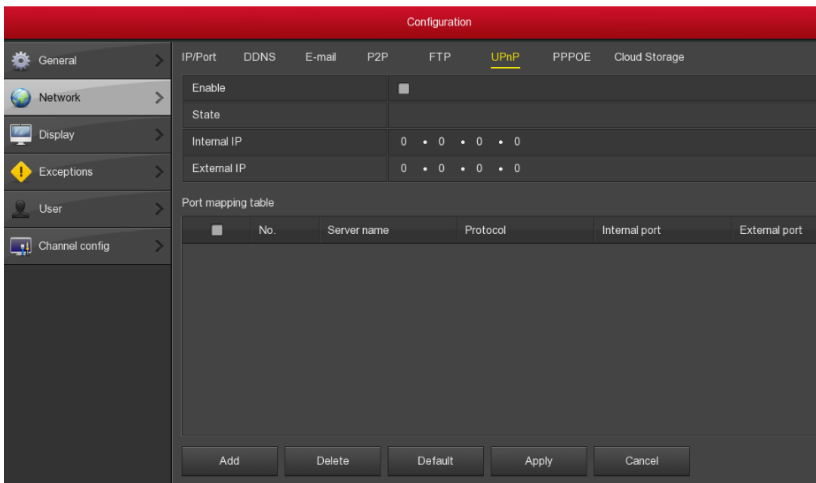 Configuration
General
Network
Display
Exceptions
User
Channel config
IP/Port DDNS E-mail P2P FTP UPnP PPPOE Cloud Storage
Enable
State
Internal IP 0 . 0 . 0 . 0
External IP 0 . 0 . 0 . 0
Port mapping table
No. Server name Protocol Internal port External port
Add Delete Default Apply Cancel